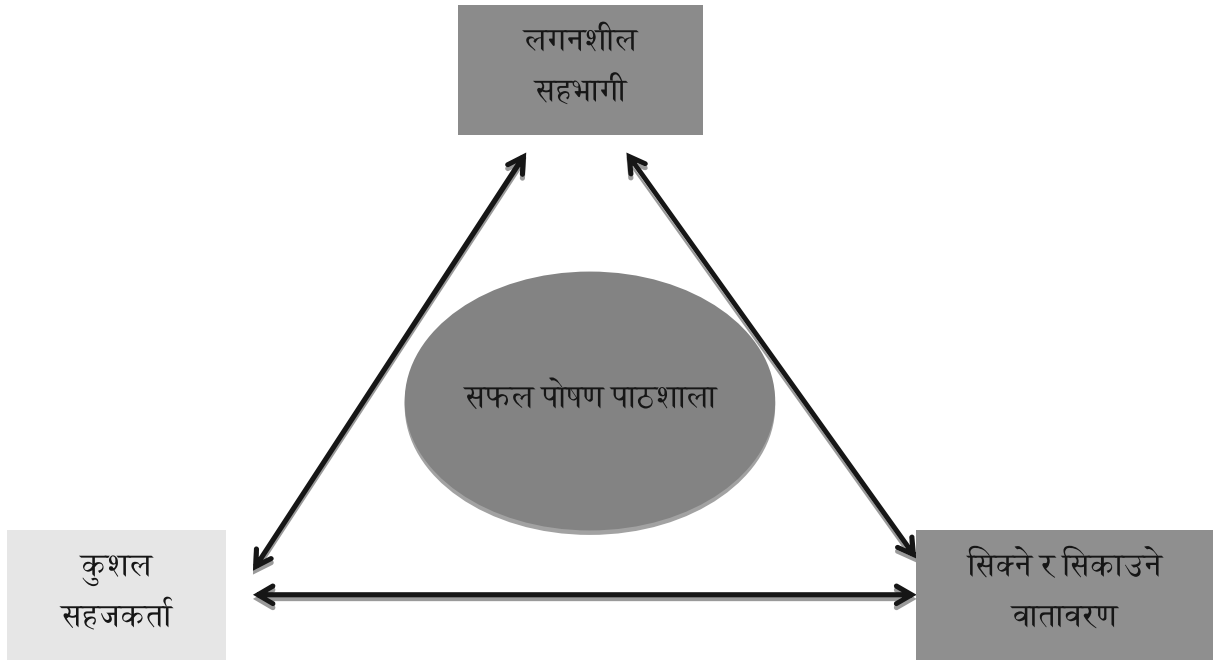 लगनशील
सहभागी
सफल पोषण पाठशाला
कुशल
सहजकर्ता
सिक्ने र सिकाउने
वातावरण